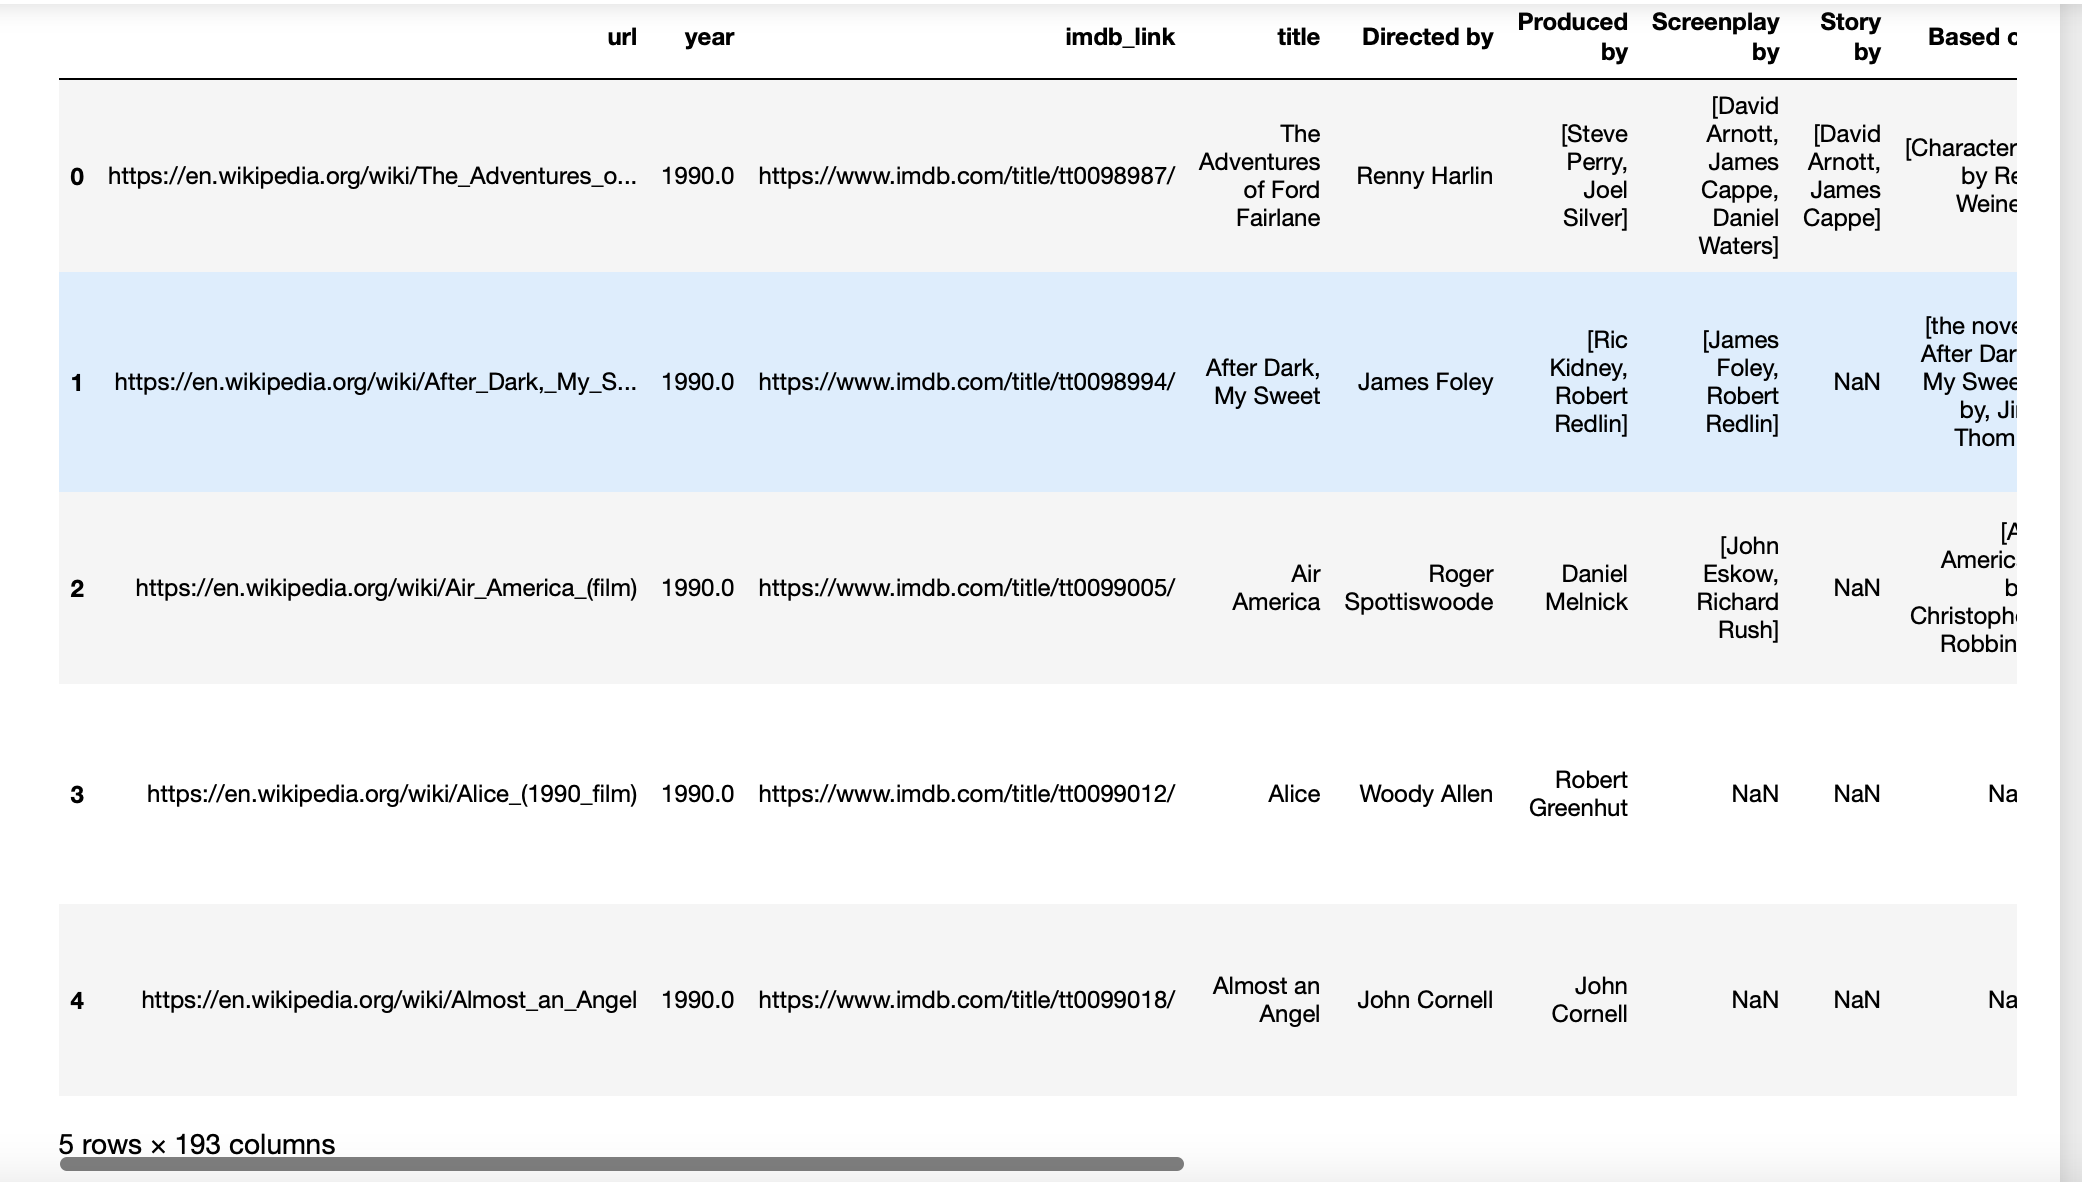 url year imdb_link title Directed by Produced by Screenplay by Story by Based o
0 https://en.wikipedia.org/wiki/The_Adventures_o... 1990.0 https://www.imdb.com/title/tt0098987/ The Adventures of Ford Fairlane Renny Harlin [Steve Perry, Joel Silver] [David Arnott, James Cappe, Daniel Waters] [David Arnott, James Cappe] [Character by Re Weine
1 https://en.wikipedia.org/wiki/After_Dark,_My_S... 1990.0 https://www.imdb.com/title/tt0098994/ After Dark, My Sweet James Foley [Ric Kidney, Robert Redlin] [James Foley, Robert Redlin] NaN [the nove After Dar My Swee by, Ji Thom
2 https://en.wikipedia.org/wiki/Air_America_(film) 1990.0 https://www.imdb.com/title/tt0099005/ Air America Roger Spottiswoode Daniel Melnick [John Eskow, Richard Rush] NaN [A Americ b Christoph Robbin
3 https://en.wikipedia.org/wiki/Alice_(1990_film) 1990.0 https://www.imdb.com/title/tt0099012/ Alice Woody Allen Robert Greenhut NaN NaN Na
4 https://en.wikipedia.org/wiki/Almost_an_Angel 1990.0 https://www.imdb.com/title/tt0099018/ Almost an Angel John Cornell John Cornell NaN NaN Na
5 rows × 193 columns